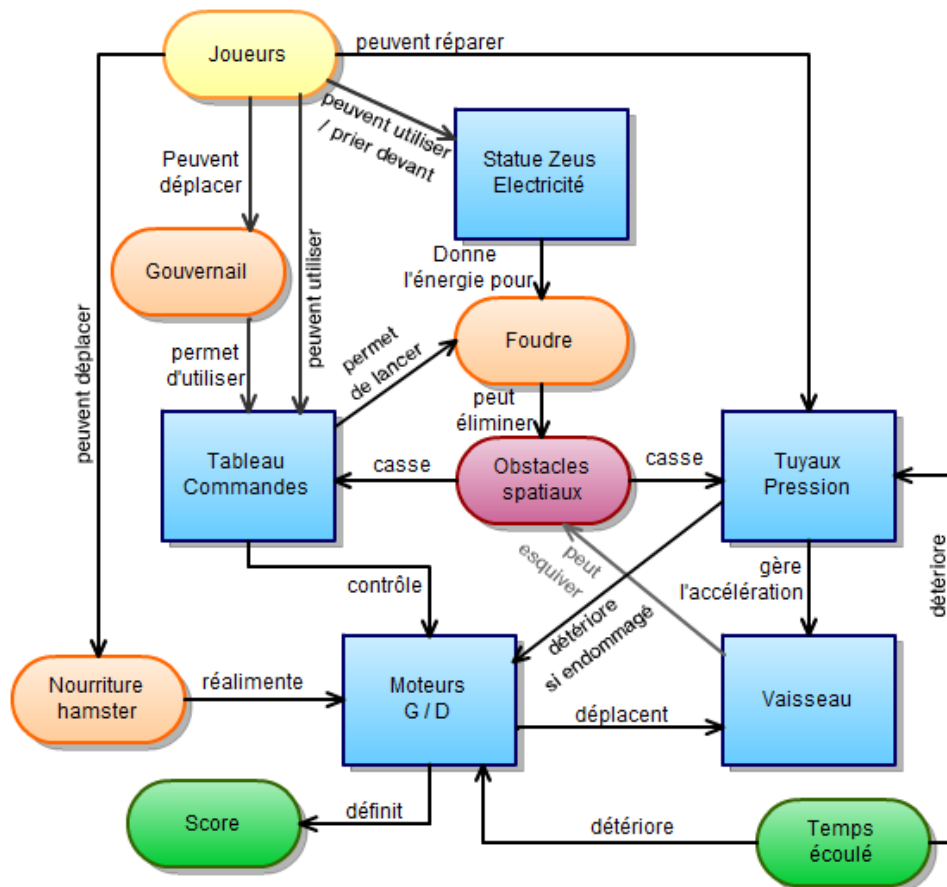 peuvent réparer
Joueurs
peuvent utiliser
/ prier devant
Statue Zeus
Electricité
Peuvent
déplacer
Gouvernail
peuvent utiliser
Donne
l'énergie pour
peuvent déplacer
permet
d'utiliser
permet
de lancer
Foudre
peut
éliminer
Tableau
Commandes
casse
Obstacles
spatiaux
casse
Tuyaux
Pression
détériore
peut
esquiver
gère
l'accélération
contrôle
détériore
si endommagé
Nourriture
hamster
réalimente
Moteurs
G / D
déplacent
Vaisseau
Score
définit
détériore
Temps
écoulé